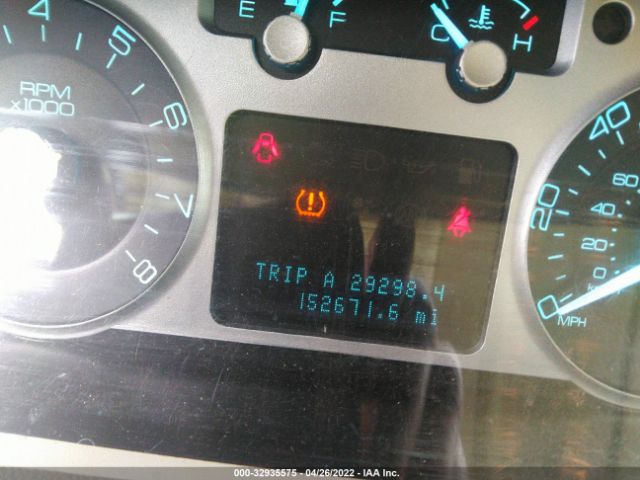 E F
C H
4 5 6 7 8
RPM
x1000
TRIP A 29298.4
152671.6 mi
0 20 40
0 20 40 60
MPH
000-32935575 - 04/26/2022 - IAA Inc.